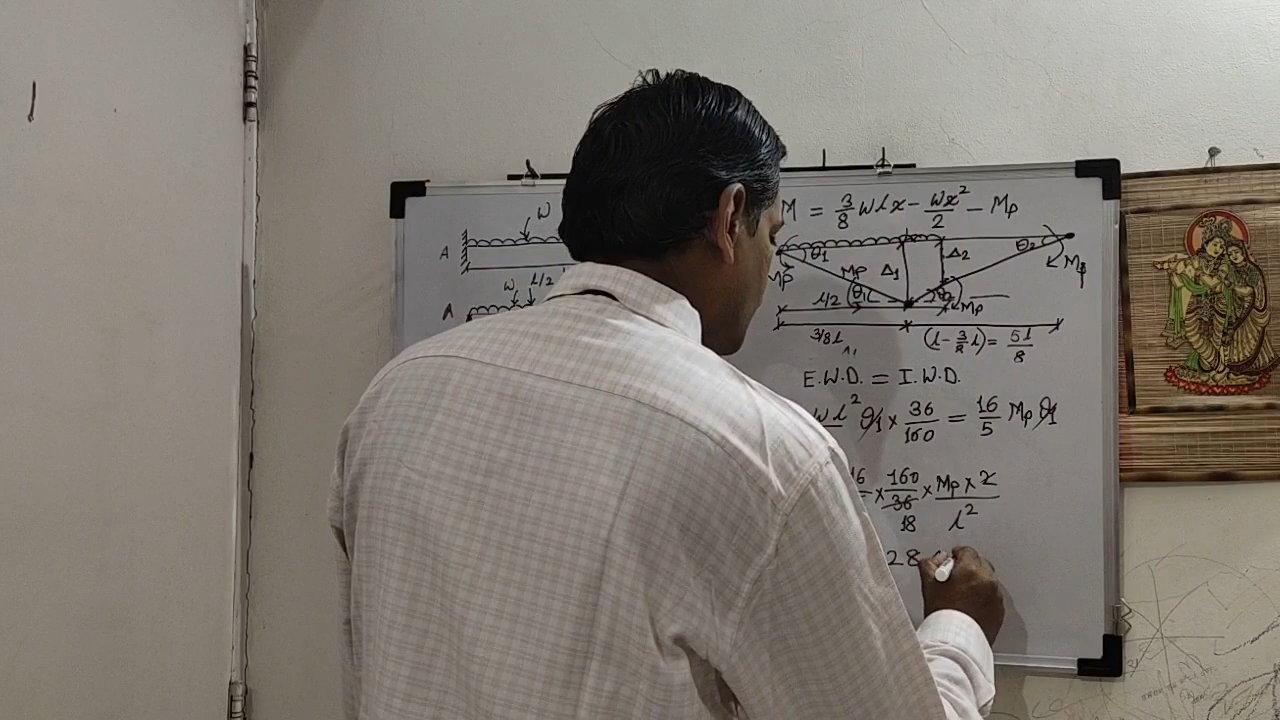 M = 3/8 wlx - wx²/2 - Mp
W
A
θ1 Δ1 Δ2 θ2
Mp Mp Mp
W l/2
A
l/2 θ1 θ2 Mp
3/8 l (l - 3/8 l) = 5l/8
E.W.D. = I.W.D.
wl² θ1 × 36/160 = 16/5 Mp θ1
16 × 160/36 × Mp × 2/l²
18
28